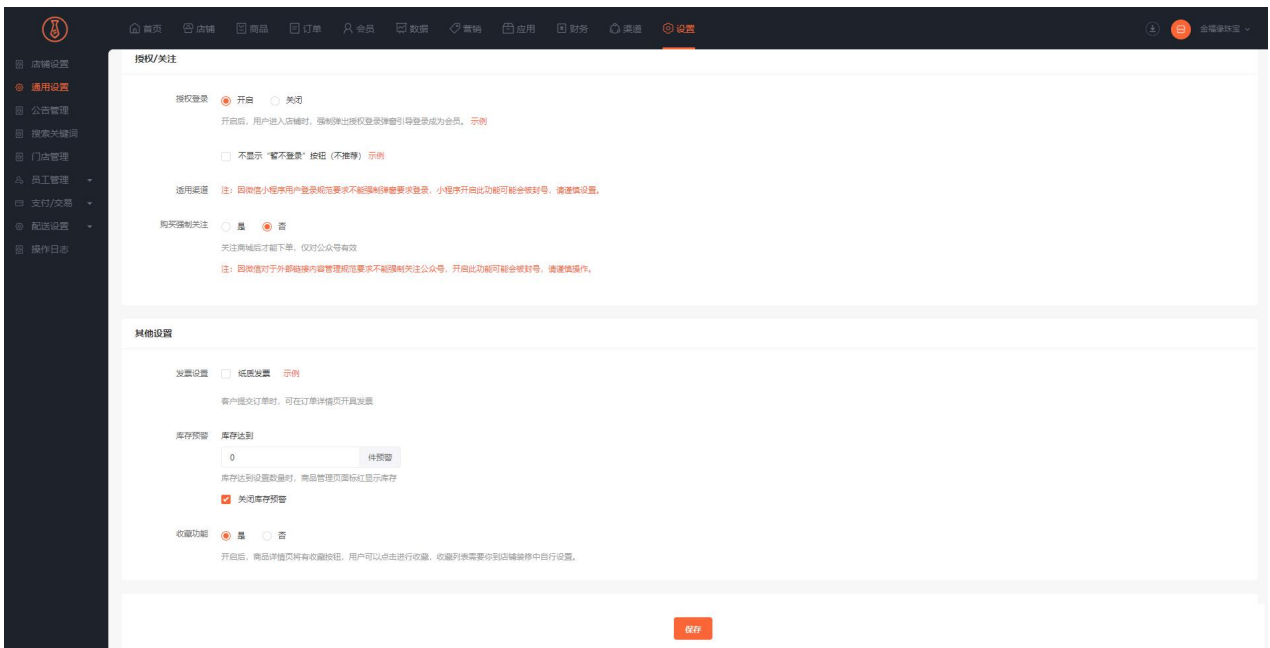 首页 店铺 商品 订单 会员 数据 营销 应用 财务 渠道 设置
金福缘珠宝
店铺设置
通用设置
公告管理
搜索关键词
门店管理
员工管理
支付/交易
配送设置
操作日志
授权/关注
授权登录 开启 关闭
开启后，用户进入店铺时，强制弹出授权登录弹窗引导登录成为会员。 示例
不显示“暂不登录”按钮（不推荐） 示例
适用渠道 注：因微信小程序用户登录规范要求不能强制弹窗要求登录，小程序开启此功能可能会被封号，请谨慎设置。
购买强制关注 是 否
关注商城后才能下单，仅对公众号有效
注：因微信对于外部链接内容管理规范要求不能强制关注公众号，开启此功能可能会被封号，请谨慎操作。
其他设置
发票设置 纸质发票 示例
客户提交订单时，可在订单详情页开具发票
库存预警 库存达到
0 件预警
库存达到设置数量时，商品管理页面标红显示库存
关闭库存预警
收藏功能 是 否
开启后，商品详情页将有收藏按钮，用户可以点击进行收藏，收藏列表需要你到店铺装修中自行设置。
保存